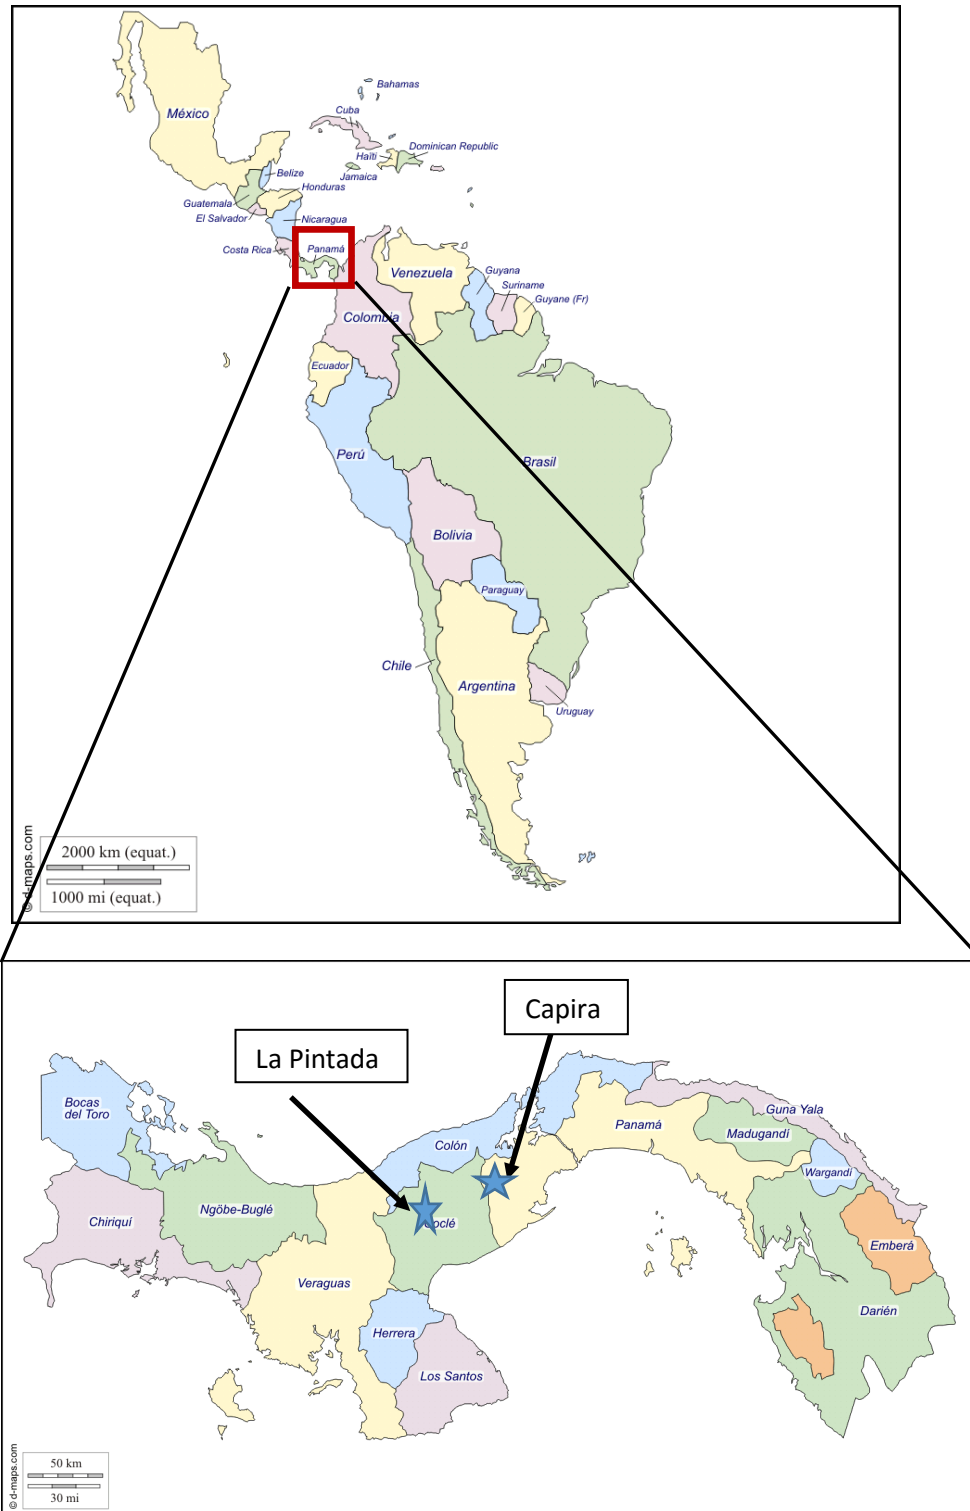 Bahamas
Cuba
México
Haïti
Dominican Republic
Jamaica
Belize
Honduras
Guatemala
El Salvador
Nicaragua
Costa Rica
Panamá
Venezuela
Guyana
Suriname
Guyane (Fr)
Colombia
Ecuador
Brasil
Perú
Bolivia
Paraguay
Chile
Argentina
Uruguay
© d-maps.com
2000 km (equat.)
1000 mi (equat.)
Capira
La Pintada
Bocas
del Toro
Guna Yala
Panamá
Madugandí
Colón
Wargandí
Ngöbe-Buglé
Chiriquí
Coclé
Emberá
Veraguas
Darién
Herrera
Los Santos
© d-maps.com
50 km
30 mi